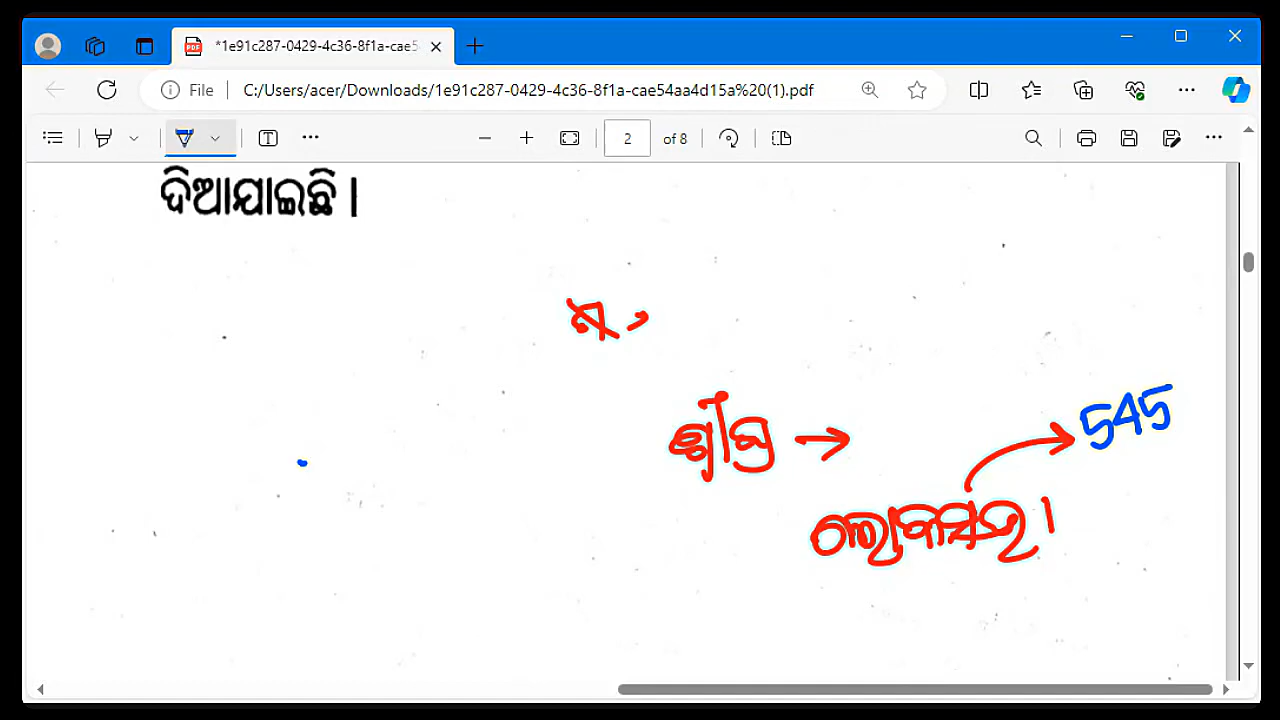 *1e91c287-0429-4c36-8f1a-cae5
File C:/Users/acer/Downloads/1e91c287-0429-4c36-8f1a-cae54aa4d15a%20(1).pdf
2 of 8
ଦିଆଯାଇଛି ।
545
ଲୋକସଭା